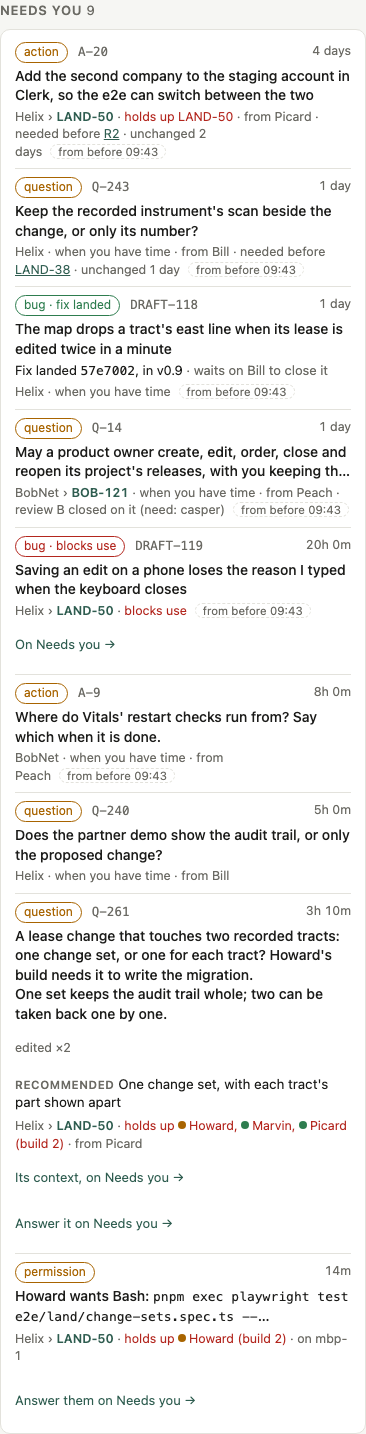 NEEDS YOU 9
action A-20 4 days
Add the second company to the staging account in
Clerk, so the e2e can switch between the two
Helix › LAND-50 · holds up LAND-50 · from Picard ·
needed before R2 · unchanged 2
days from before 09:43
question Q-243 1 day
Keep the recorded instrument's scan beside the
change, or only its number?
Helix · when you have time · from Bill · needed before
LAND-38 · unchanged 1 day from before 09:43
bug · fix landed DRAFT-118 1 day
The map drops a tract's east line when its lease is
edited twice in a minute
Fix landed 57e7002, in v0.9 · waits on Bill to close it
Helix · when you have time from before 09:43
question Q-14 1 day
May a product owner create, edit, order, close and
reopen its project's releases, with you keeping th...
BobNet › BOB-121 · when you have time · from Peach ·
review B closed on it (need: casper) from before 09:43
bug · blocks use DRAFT-119 20h 0m
Saving an edit on a phone loses the reason I typed
when the keyboard closes
Helix › LAND-50 · blocks use from before 09:43
On Needs you →
action A-9 8h 0m
Where do Vitals' restart checks run from? Say
which when it is done.
BobNet · when you have time · from
Peach from before 09:43
question Q-240 5h 0m
Does the partner demo show the audit trail, or only
the proposed change?
Helix · when you have time · from Bill
question Q-261 3h 10m
A lease change that touches two recorded tracts:
one change set, or one for each tract? Howard's
build needs it to write the migration.
One set keeps the audit trail whole; two can be
taken back one by one.
edited ×2
RECOMMENDED One change set, with each tract's
part shown apart
Helix › LAND-50 · holds up Howard, Marvin, Picard
(build 2) · from Picard
Its context, on Needs you →
Answer it on Needs you →
permission 14m
Howard wants Bash: pnpm exec playwright test
e2e/land/change-sets.spec.ts --...
Helix › LAND-50 · holds up Howard (build 2) · on mbp-
1
Answer them on Needs you →